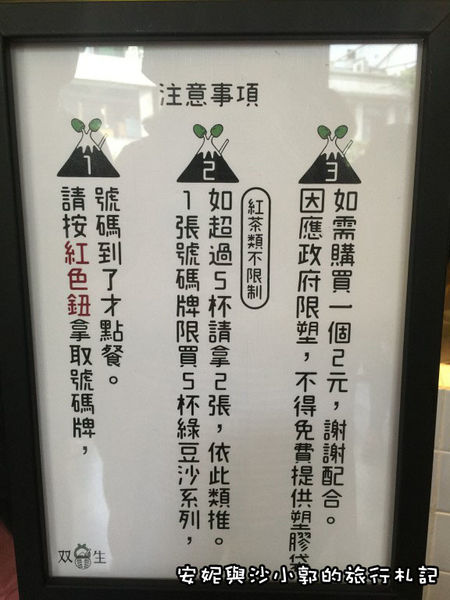 注意事項
1
請按紅色鈕拿取號碼牌，
號碼到了才點餐。
2
1張號碼牌限買5杯綠豆沙系列，
如超過5杯請拿2張，依此類推。
紅茶類不限制
3
因應政府限塑，不得免費提供塑膠袋
如需購買一個2元，謝謝配合。
双生
安妮與沙小郭的旅行札記